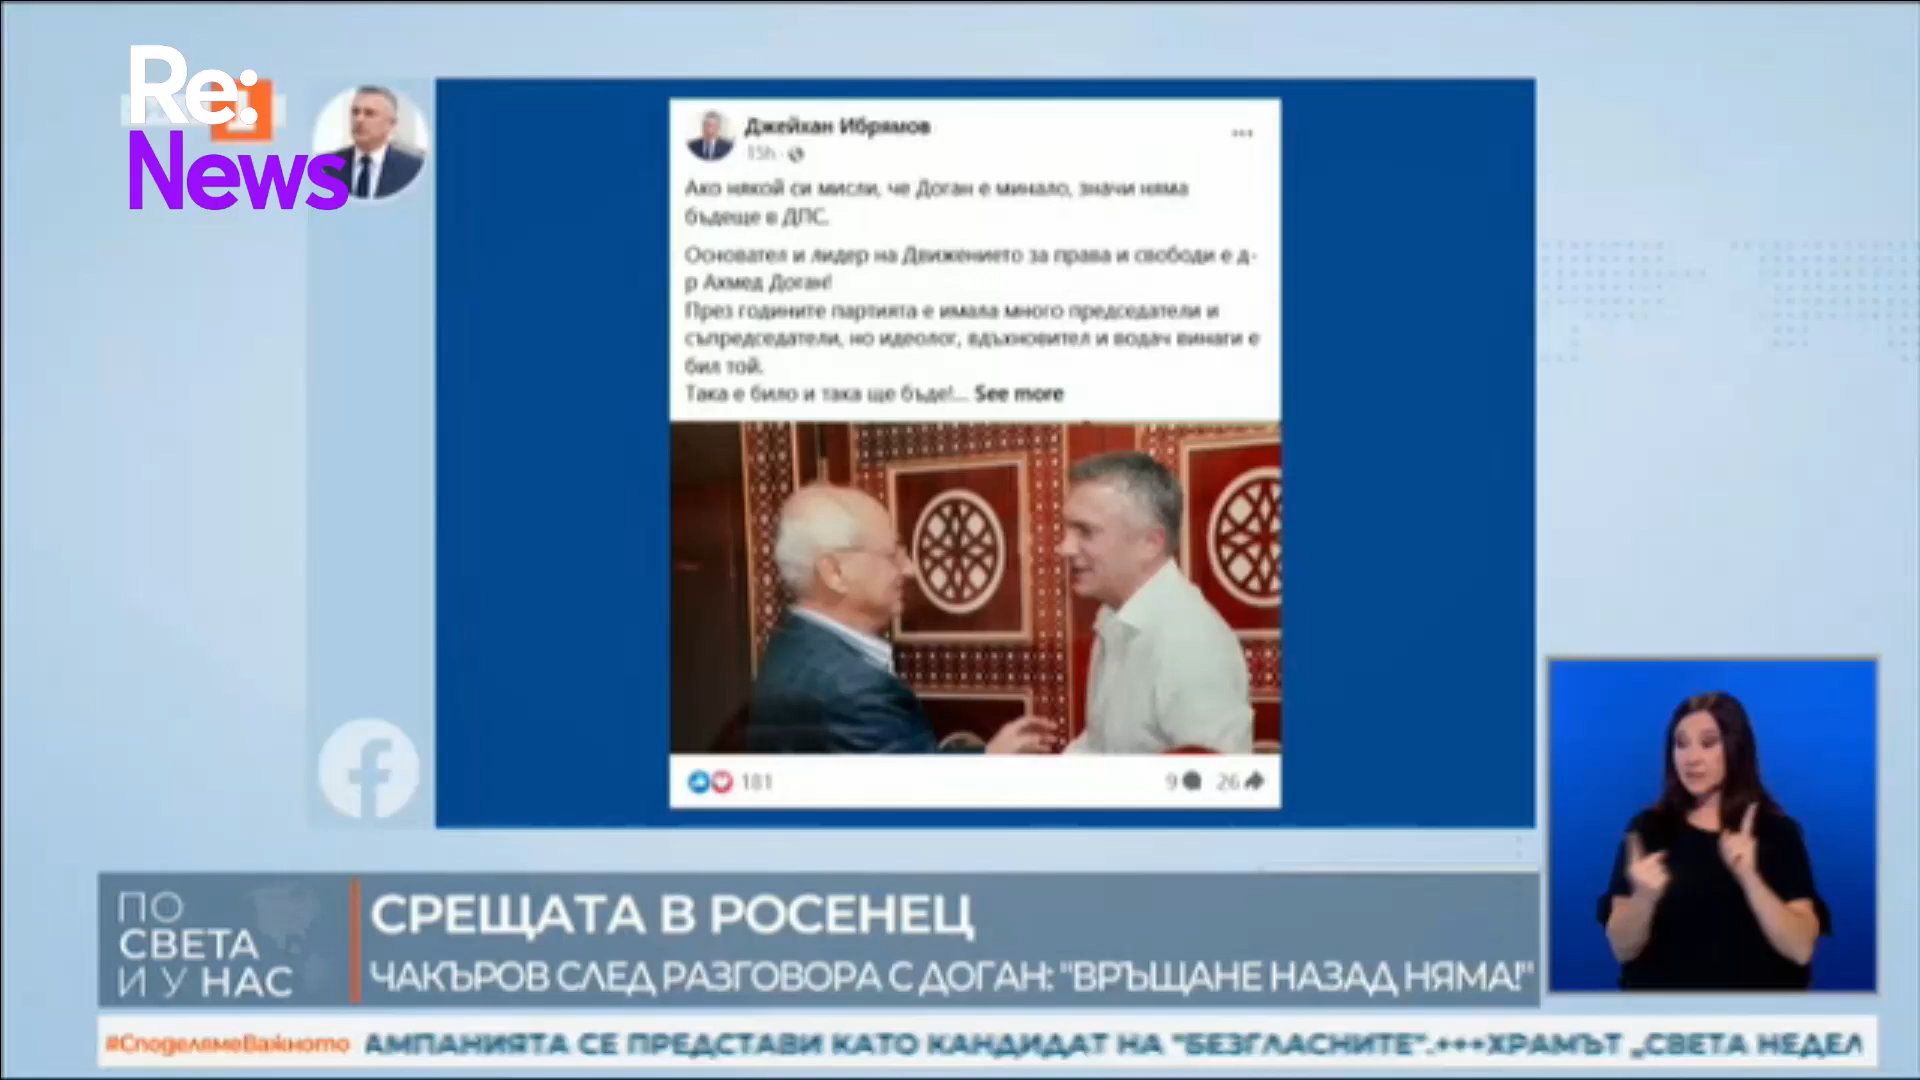 Re:
News
Джейхан Ибрямов
15h
Ако някой си мисли, че Доган е минало, значи няма
бъдеще в ДПС.
Основател и лидер на Движението за права и свободи е д-
р Ахмед Доган!
През годините партията е имала много председатели и
съпредседатели, но идеолог, вдъхновител и водач винаги е
бил той.
Така е било и така ще бъде!... See more
181
9
26
ПО
СВЕТА
И У НАС
СРЕЩАТА В РОСЕНЕЦ
ЧАКЪРОВ СЛЕД РАЗГОВОРА С ДОГАН: "ВРЪЩАНЕ НАЗАД НЯМА!"
#СподелямеВажното
АМПАНИЯТА СЕ ПРЕДСТАВИ КАТО КАНДИДАТ НА "БЕЗГЛАСНИТЕ".+++ХРАМЪТ „СВЕТА НЕДЕЛ